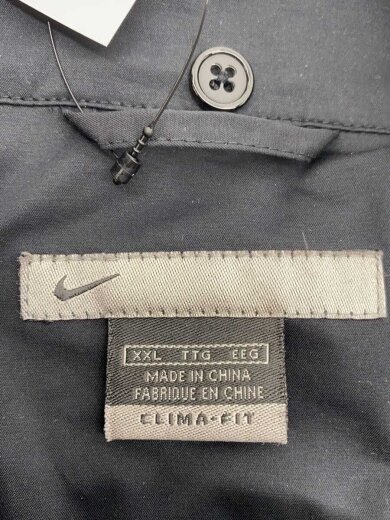 XXL TTG EEG
MADE IN CHINA
FABRIQUE EN CHINE
CLIMA-FIT